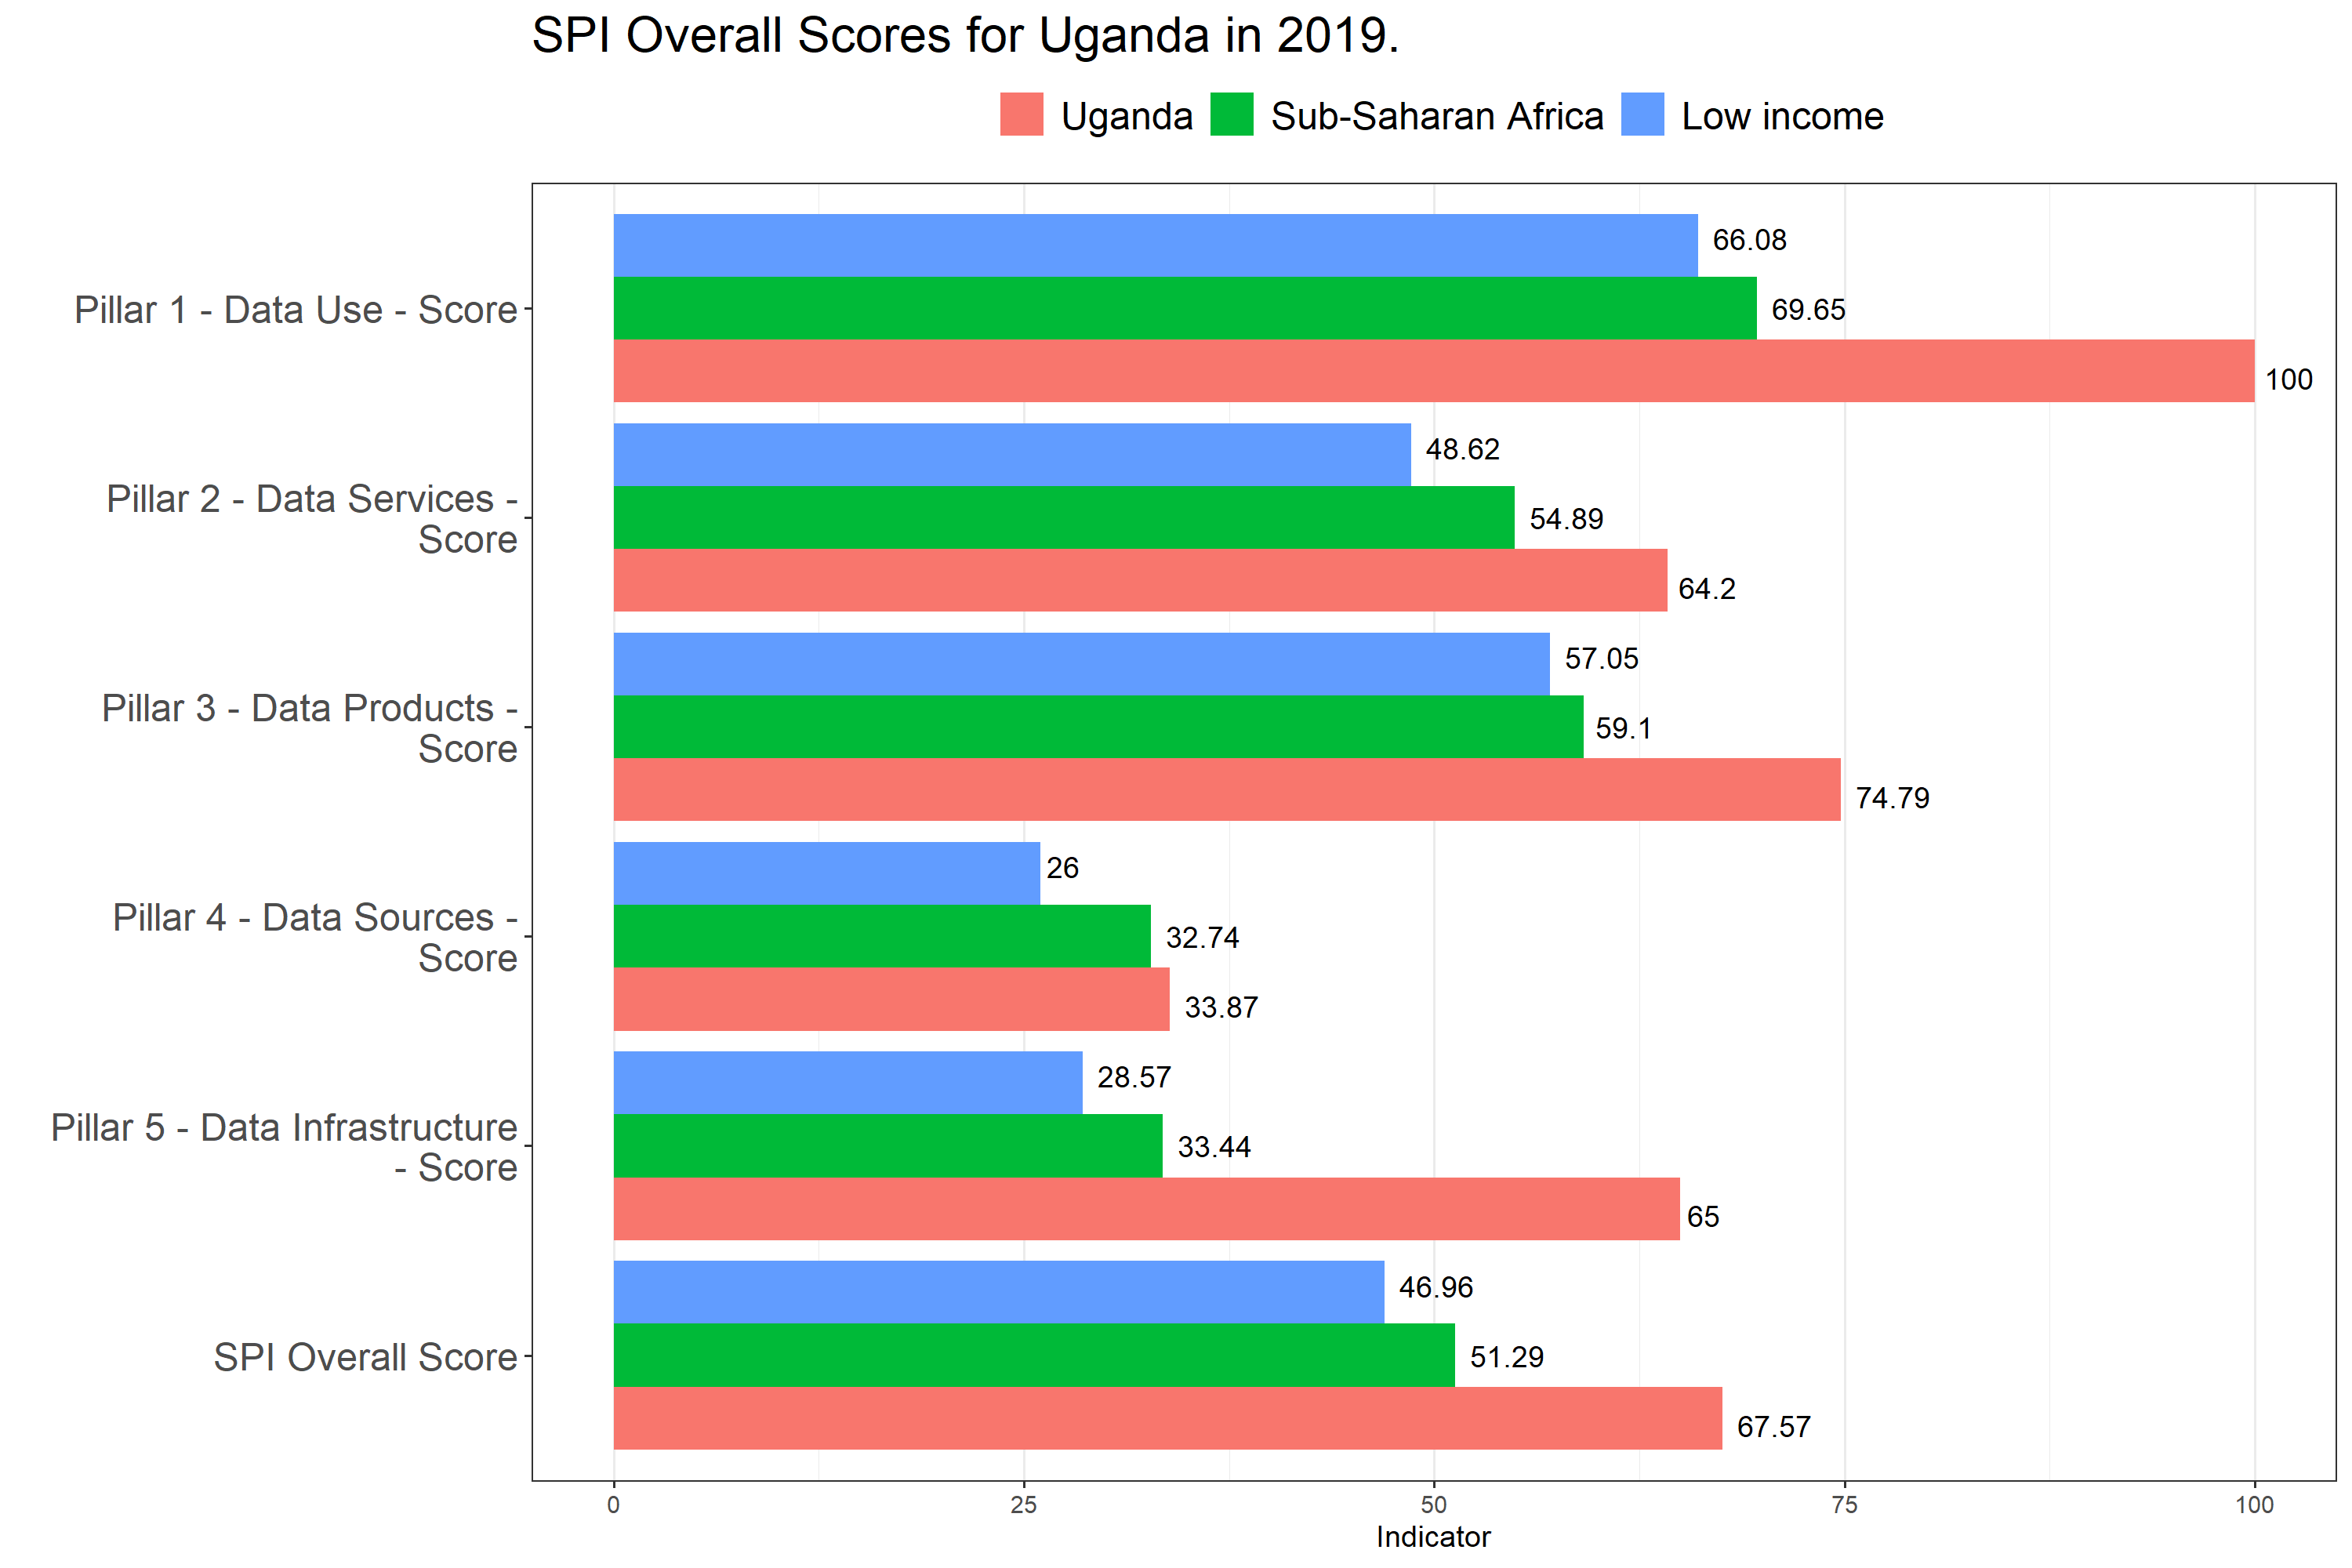 SPI Overall Scores for Uganda in 2019.
Uganda Sub-Saharan Africa Low income
Pillar 1 - Data Use - Score
66.08
69.65
100
Pillar 2 - Data Services -
Score
48.62
54.89
64.2
Pillar 3 - Data Products -
Score
57.05
59.1
74.79
Pillar 4 - Data Sources -
Score
26
32.74
33.87
Pillar 5 - Data Infrastructure
- Score
28.57
33.44
65
SPI Overall Score
46.96
51.29
67.57
0 25 50 75 100
Indicator